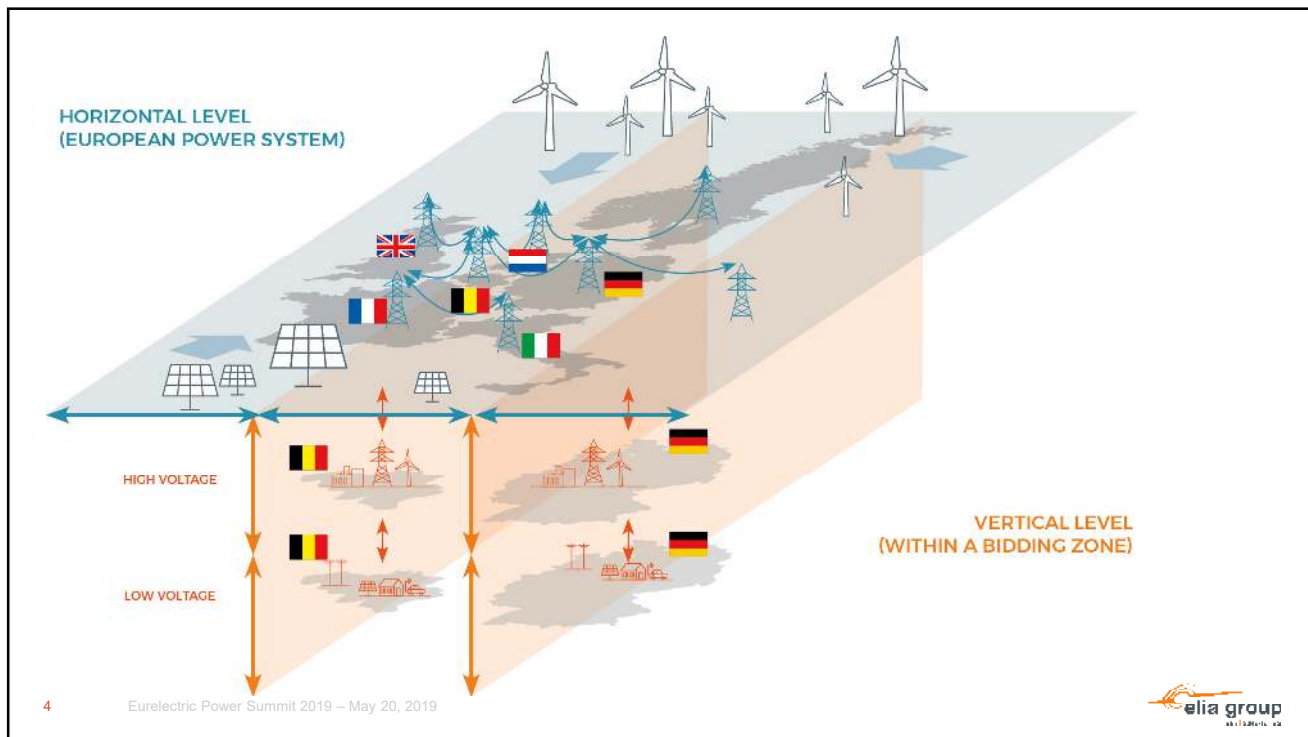 HORIZONTAL LEVEL
(EUROPEAN POWER SYSTEM)
HIGH VOLTAGE
VERTICAL LEVEL
(WITHIN A BIDDING ZONE)
LOW VOLTAGE
4
Eurelectric Power Summit 2019 – May 20, 2019
elia group